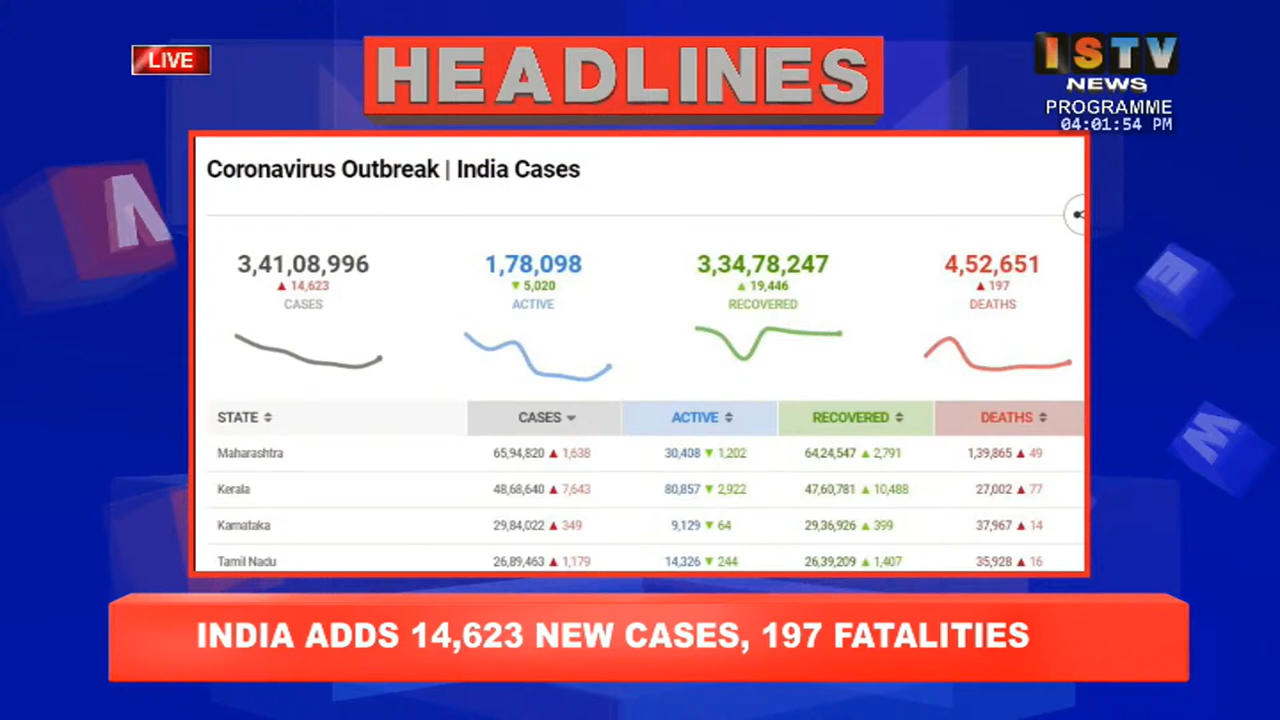 LIVE
HEADLINES
ISTV
NEWS
PROGRAMME
04:01:54 PM
Coronavirus Outbreak | India Cases
3,41,08,996 1,78,098 3,34,78,247 4,52,651
▲ 14,623 ▼ 5,020 ▲ 19,446 ▲ 197
CASES ACTIVE RECOVERED DEATHS
STATE CASES ACTIVE RECOVERED DEATHS
Maharashtra 65,94,820 ▲ 1,638 30,408 ▼ 1,202 64,24,547 ▲ 2,791 1,39,865 ▲ 49
Kerala 48,68,640 ▲ 7,643 80,857 ▼ 2,922 47,60,781 ▲ 10,488 27,002 ▲ 77
Karnataka 29,84,022 ▲ 349 9,129 ▼ 64 29,36,926 ▲ 399 37,967 ▲ 14
Tamil Nadu 26,89,463 ▲ 1,179 14,326 ▼ 244 26,39,209 ▲ 1,407 35,928 ▲ 16
INDIA ADDS 14,623 NEW CASES, 197 FATALITIES